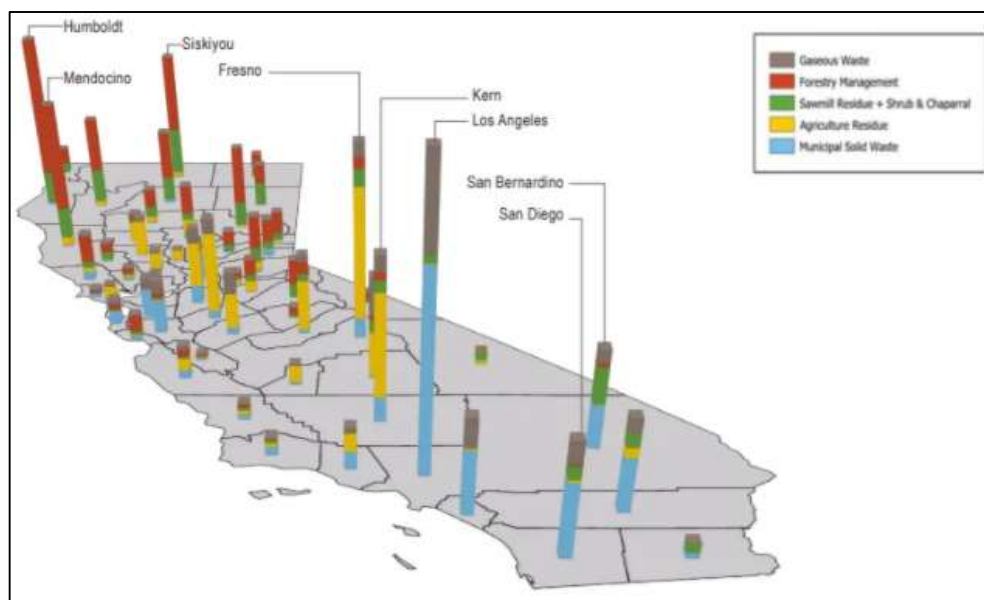 Humboldt
Siskiyou
Mendocino
Fresno
Kern
Los Angeles
San Bernardino
San Diego
Gaseous Waste
Forestry Management
Sawmill Residue + Shrub & Chaparral
Agriculture Residue
Municipal Solid Waste